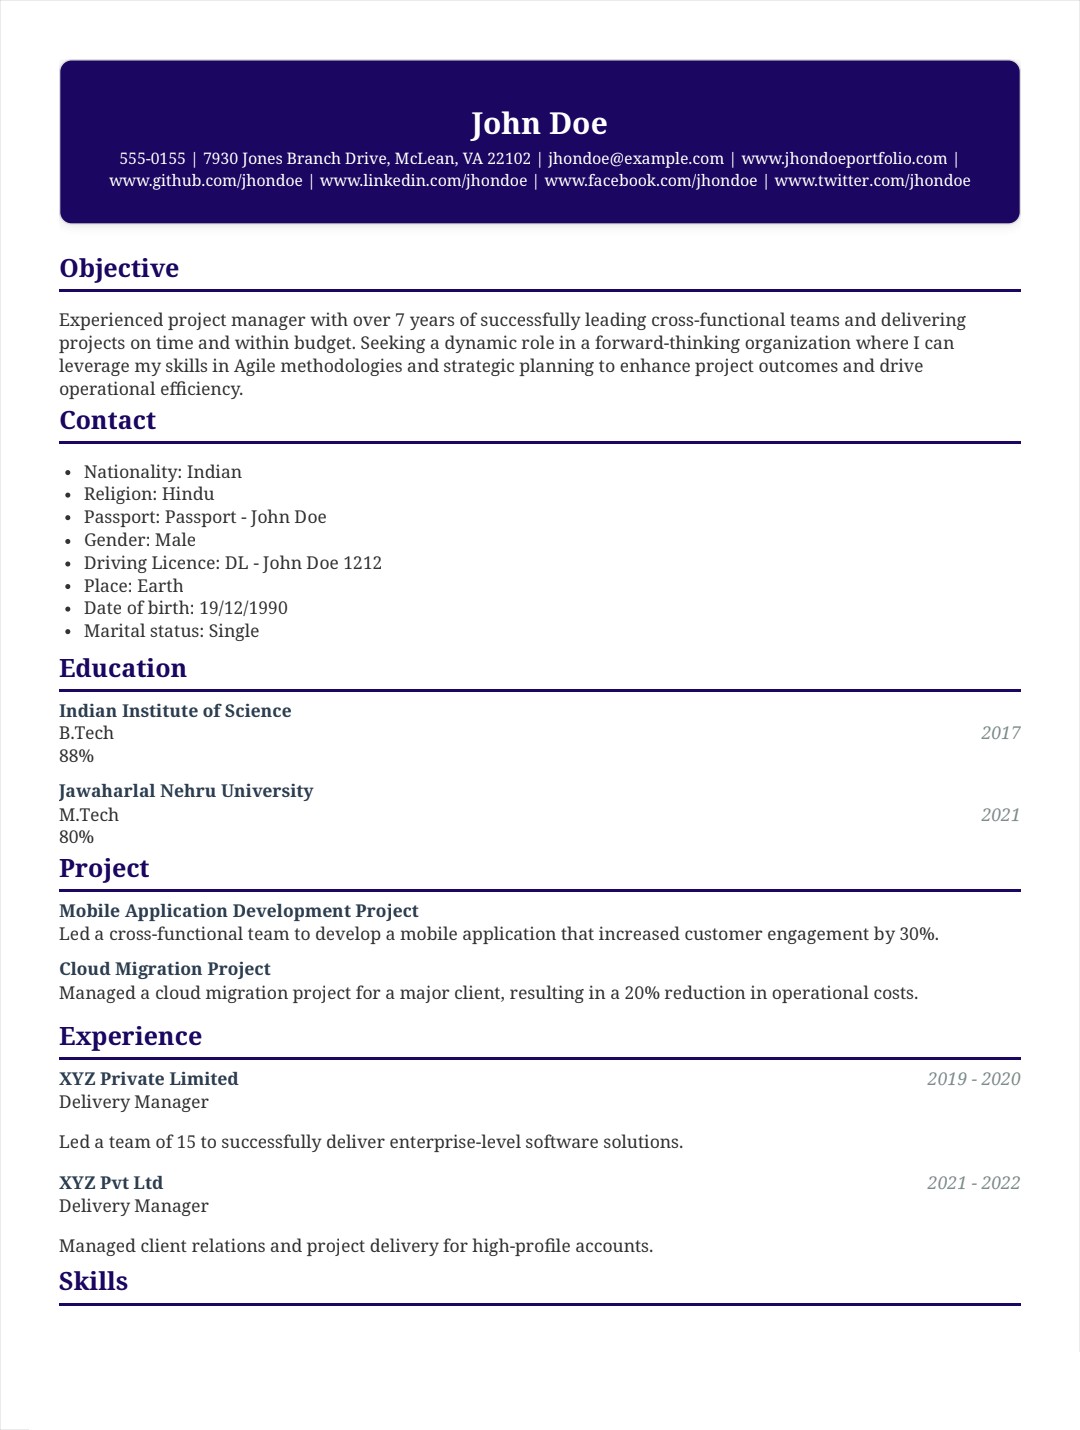 John Doe
555-0155 | 7930 Jones Branch Drive, McLean, VA 22102 | jhondoe@example.com | www.jhondoeportfolio.com |
www.github.com/jhondoe | www.linkedin.com/jhondoe | www.facebook.com/jhondoe | www.twitter.com/jhondoe
Objective
Experienced project manager with over 7 years of successfully leading cross-functional teams and delivering
projects on time and within budget. Seeking a dynamic role in a forward-thinking organization where I can
leverage my skills in Agile methodologies and strategic planning to enhance project outcomes and drive
operational efficiency.
Contact
• Nationality: Indian
• Religion: Hindu
• Passport: Passport - John Doe
• Gender: Male
• Driving Licence: DL - John Doe 1212
• Place: Earth
• Date of birth: 19/12/1990
• Marital status: Single
Education
Indian Institute of Science
B.Tech 2017
88%
Jawaharlal Nehru University
M.Tech 2021
80%
Project
Mobile Application Development Project
Led a cross-functional team to develop a mobile application that increased customer engagement by 30%.
Cloud Migration Project
Managed a cloud migration project for a major client, resulting in a 20% reduction in operational costs.
Experience
XYZ Private Limited 2019 - 2020
Delivery Manager
Led a team of 15 to successfully deliver enterprise-level software solutions.
XYZ Pvt Ltd 2021 - 2022
Delivery Manager
Managed client relations and project delivery for high-profile accounts.
Skills